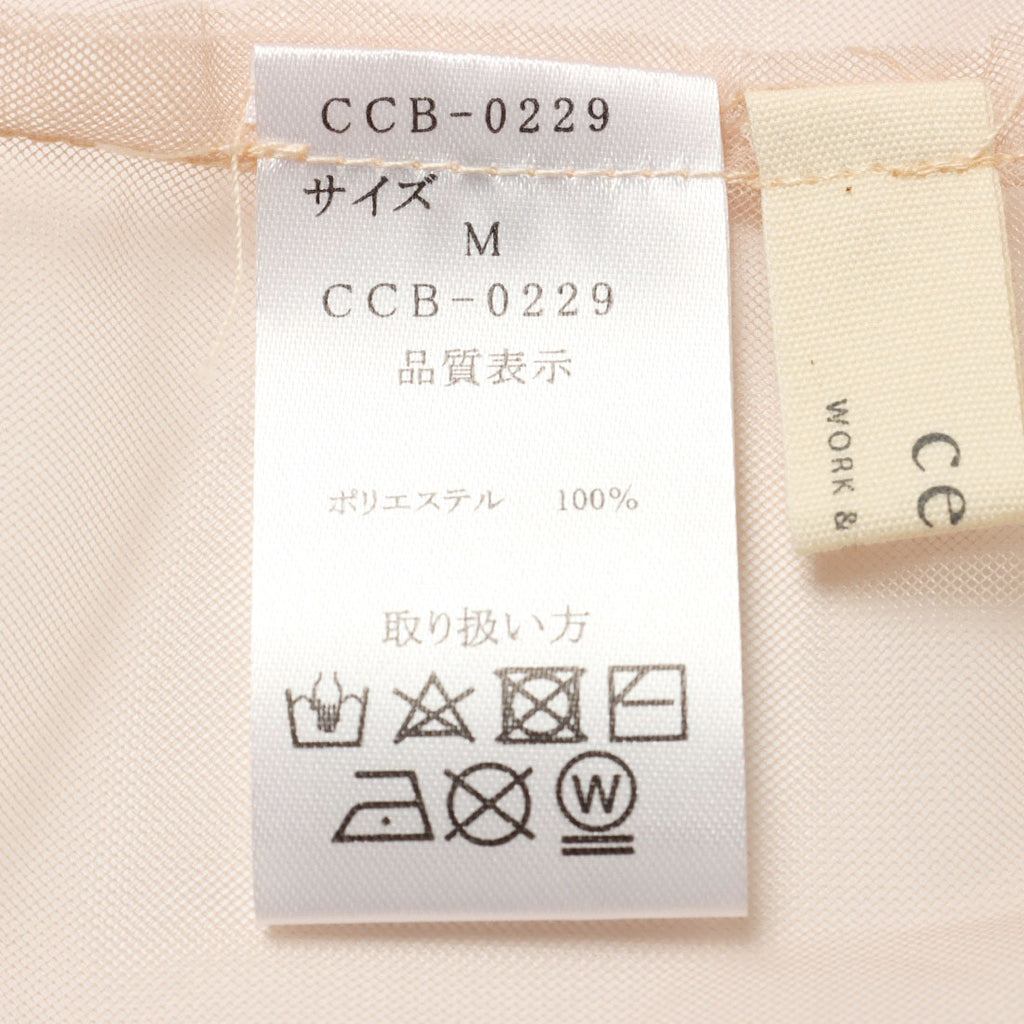 CCB-0229
サイズ
M
CCB-0229
品質表示
ポリエステル 100%
取り扱い方
W
ce
WORK &